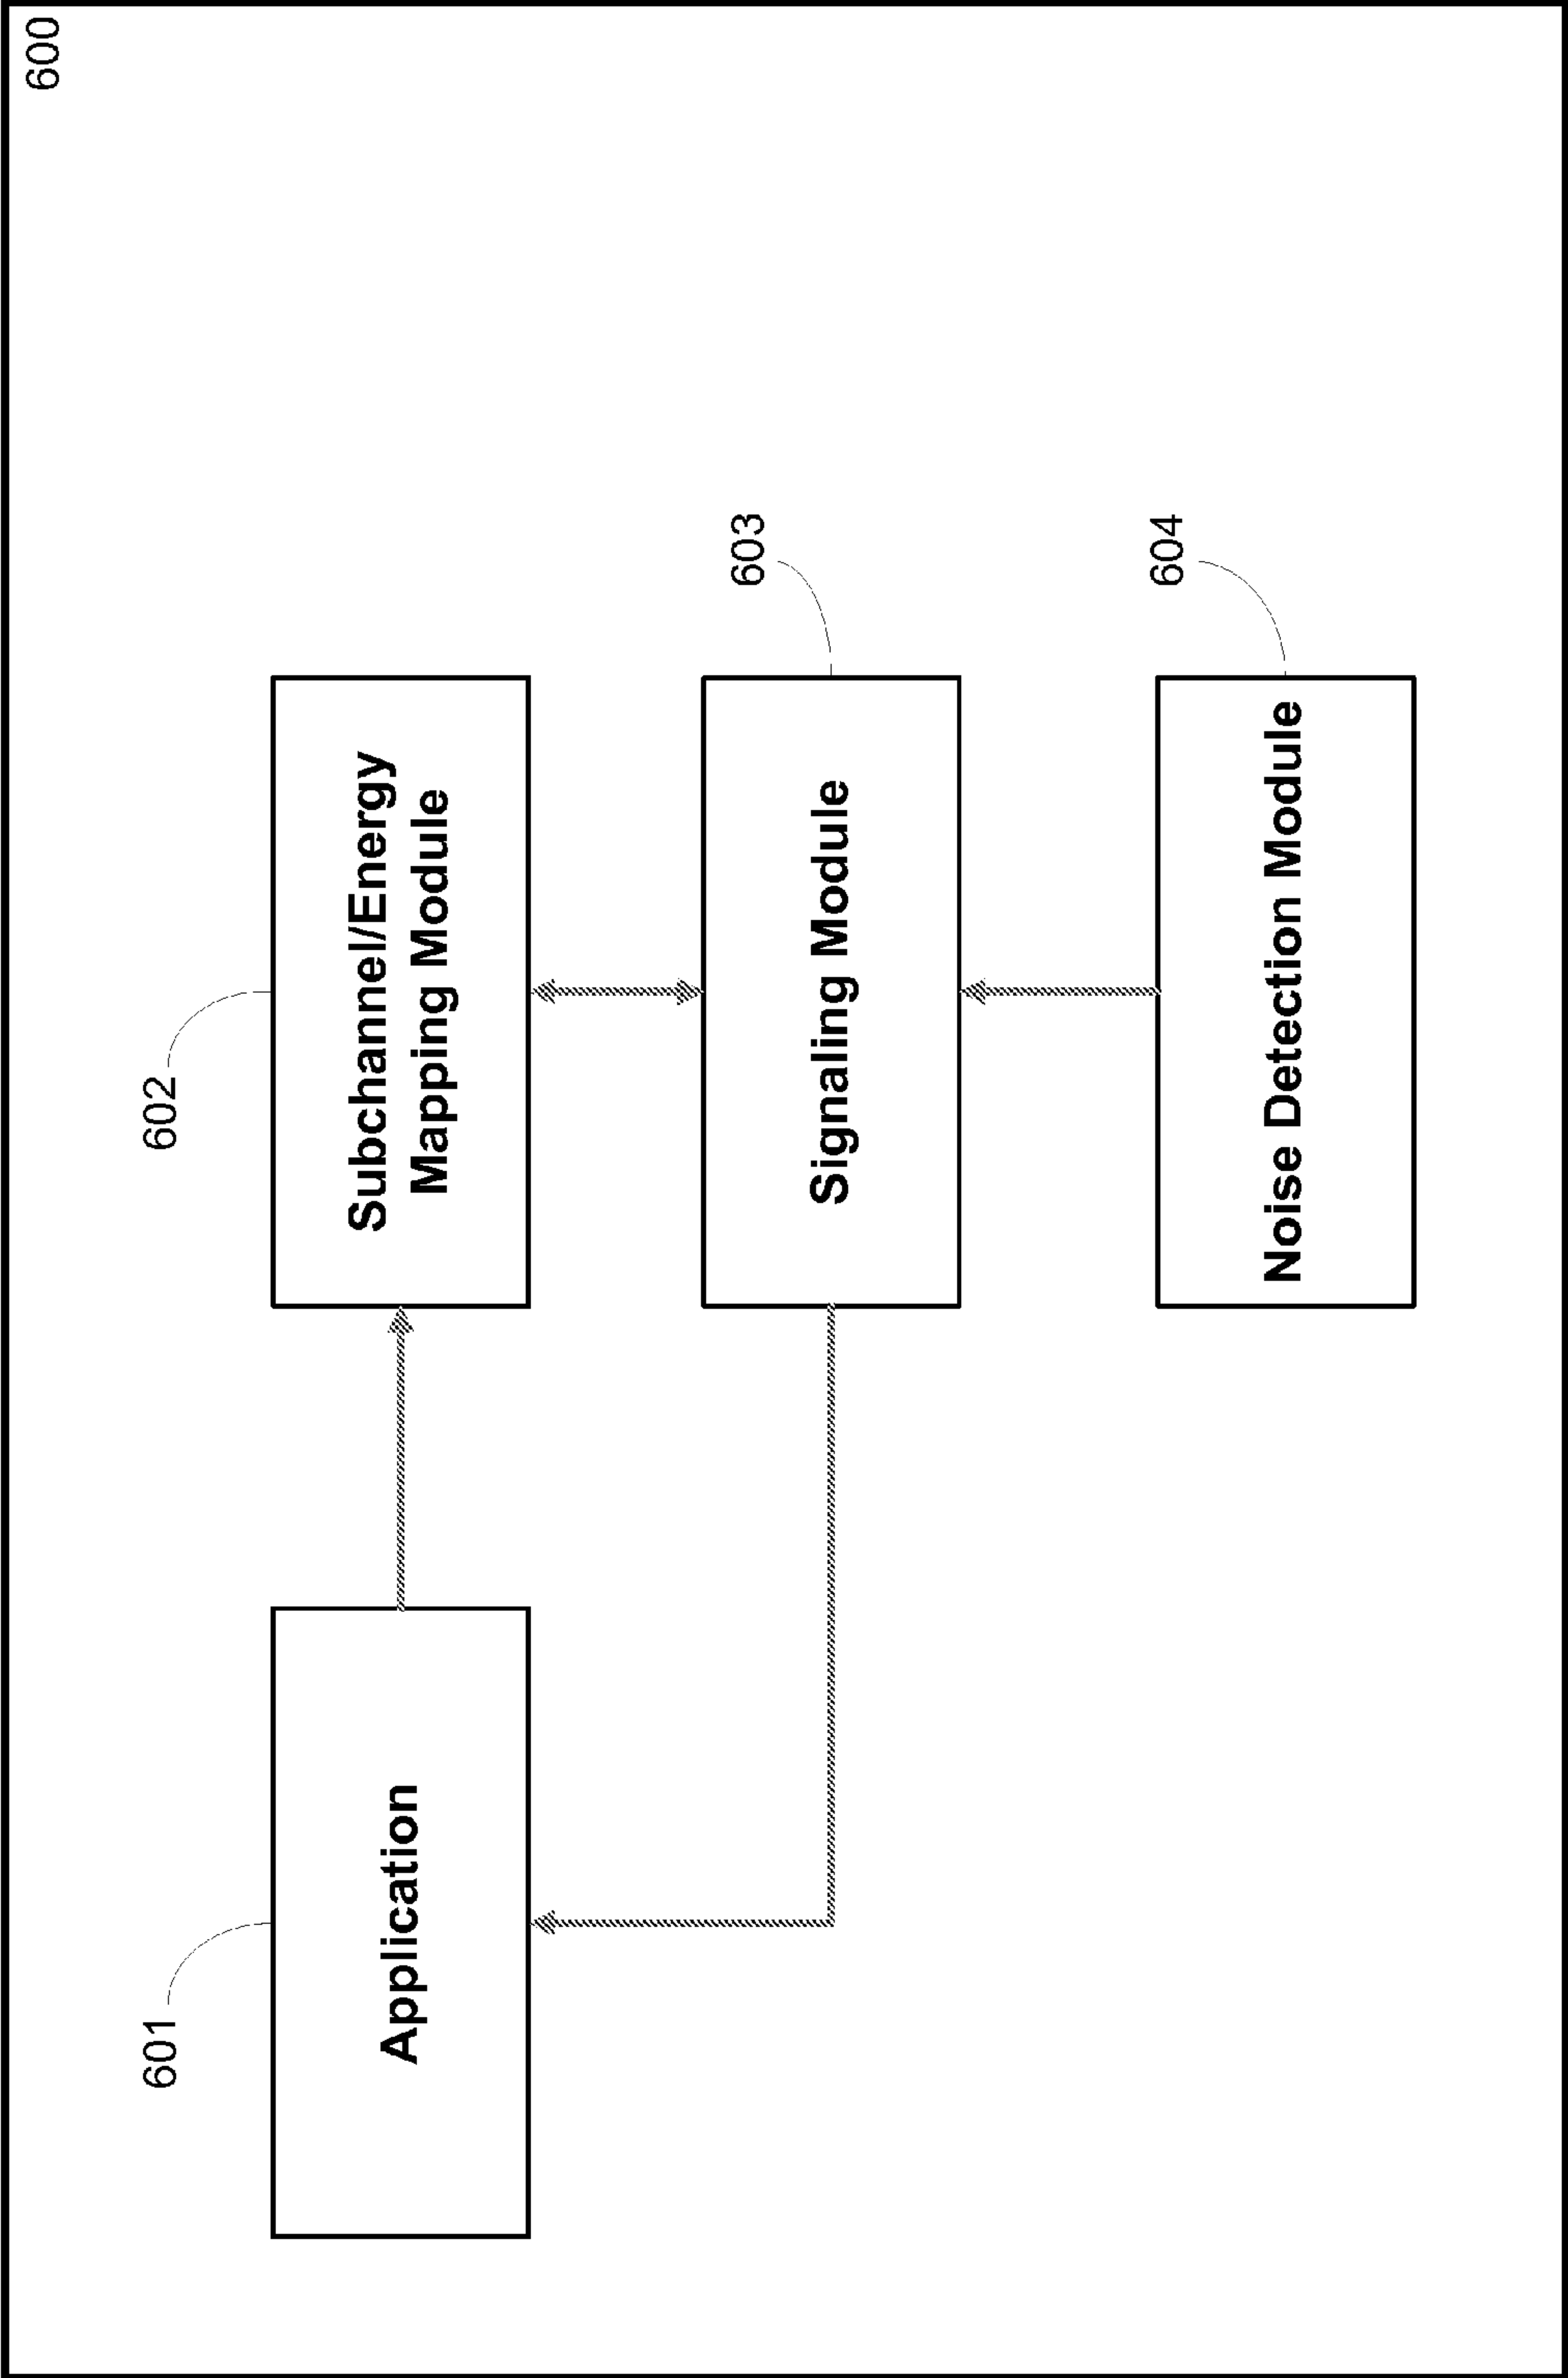 600
601
Application
602
Subchannel/Energy
Mapping Module
603
Signaling Module
604
Noise Detection Module